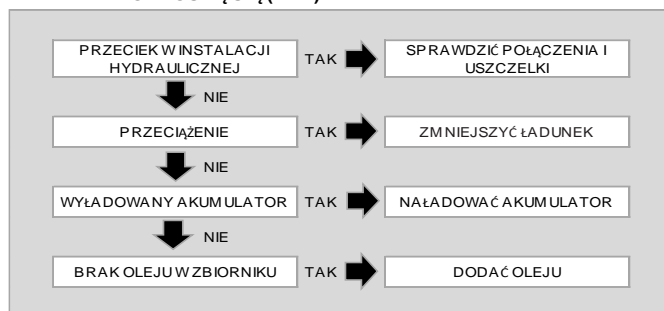 PRZECIEK W INSTALACJI
HYDRAULICZNEJ
TAK
SPRAWDZIĆ POŁĄCZENIA I
USZCZELKI
NIE
PRZECIĄŻENIE
TAK
ZMNIEJSZYĆ ŁADUNEK
NIE
WYŁADOWANY AKUMULATOR
TAK
NAŁADOWAĆ AKUMULATOR
NIE
BRAK OLEJU W ZBIORNIKU
TAK
DODAĆ OLEJU